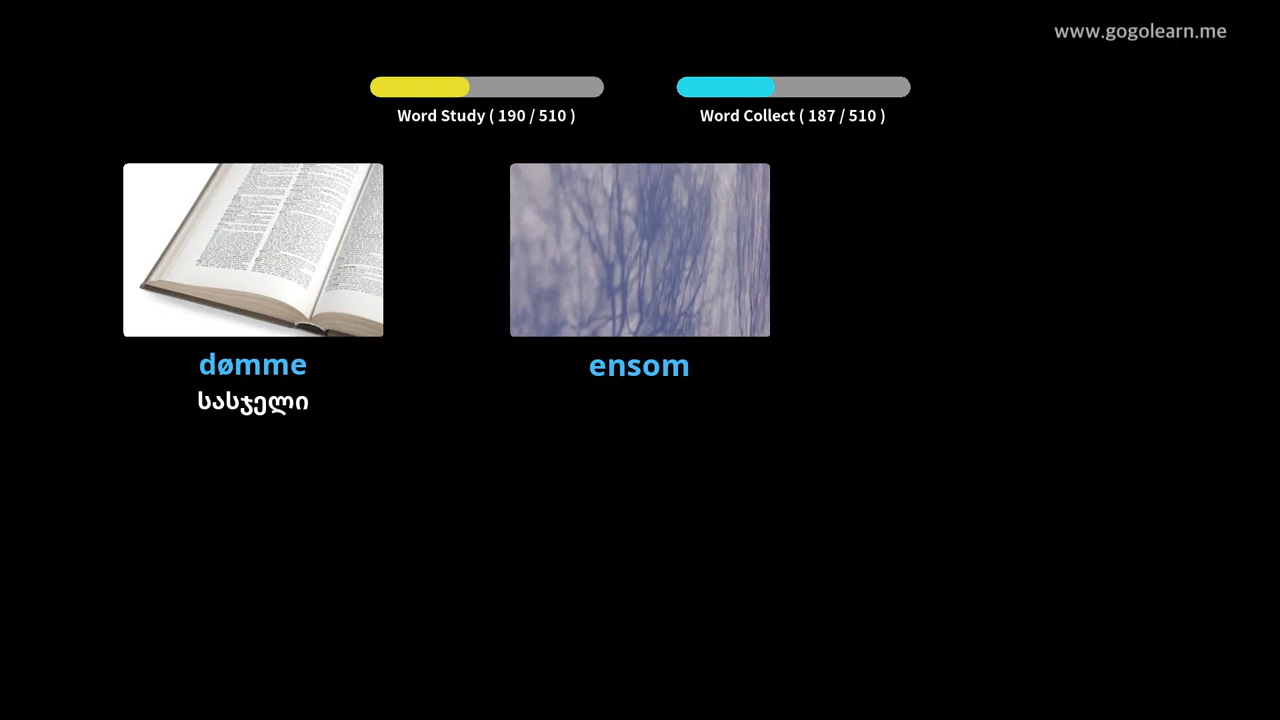 www.gogolearn.me
Word Study ( 190 / 510 )
Word Collect ( 187 / 510 )
dømme
ensom
სასჯელი